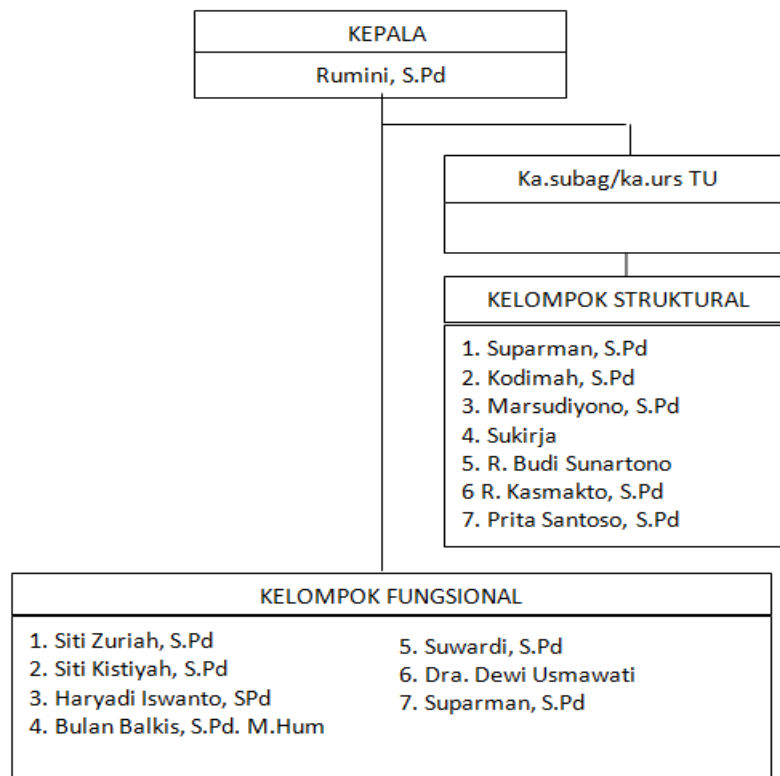 KEPALA
Rumini, S.Pd
Ka.subag/ka.urs TU
KELOMPOK STRUKTURAL
1. Suparman, S.Pd
2. Kodimah, S.Pd
3. Marsudiyono, S.Pd
4. Sukirja
5. R. Budi Sunartono
6 R. Kasmakto, S.Pd
7. Prita Santoso, S.Pd
KELOMPOK FUNGSIONAL
1. Siti Zuriah, S.Pd
2. Siti Kistiyah, S.Pd
3. Haryadi Iswanto, SPd
4. Bulan Balkis, S.Pd. M.Hum
5. Suwardi, S.Pd
6. Dra. Dewi Usmawati
7. Suparman, S.Pd